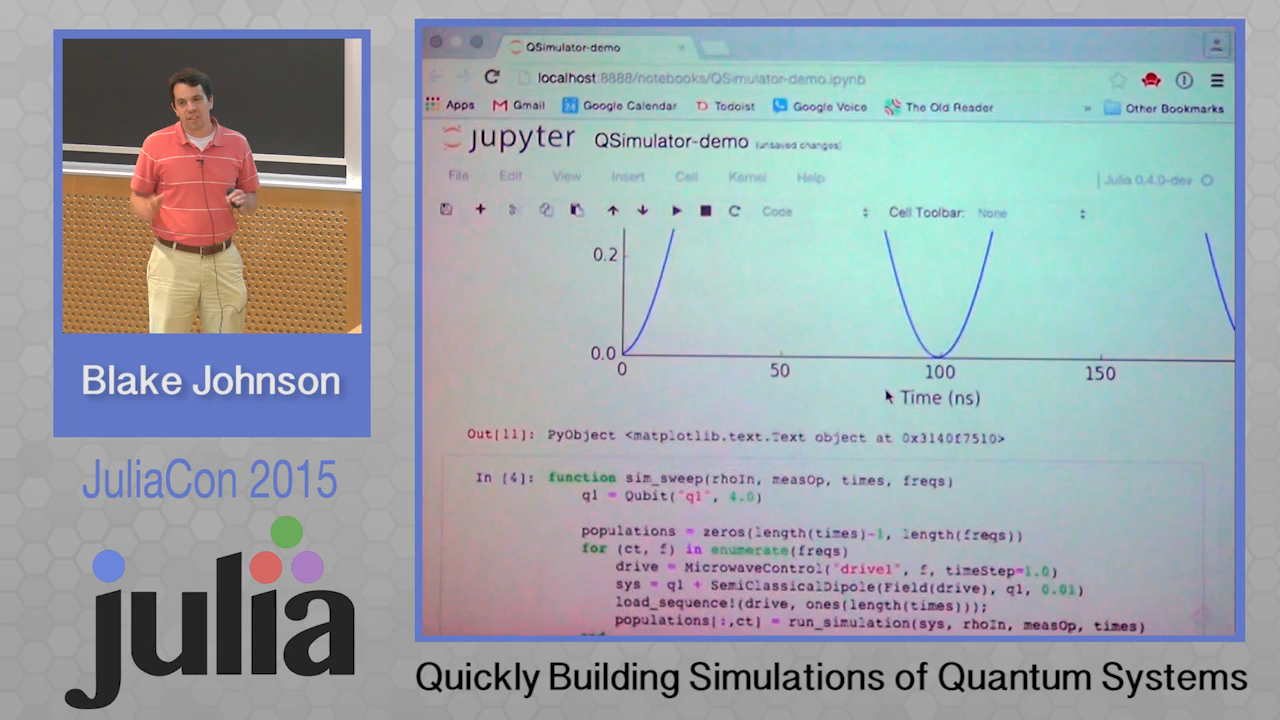 QSimulator-demo
localhost:8888/notebooks/QSimulator-demo.ipynb
Apps Gmail Google Calendar Todoist Google Voice The Old Reader » Other Bookmarks
jupyter QSimulator-demo (unsaved changes)
File Edit View Insert Cell Kernel Help Julia 0.4.0-dev
Code Cell Toolbar: None
0.2
0.0
0 50 100 150
Time (ns)
Out[11]: PyObject <matplotlib.text.Text object at 0x3140f7510>
In [4]: function sim_sweep(rhoIn, measOp, times, freqs)
q1 = Qubit("q1", 4.0)
populations = zeros(length(times)-1, length(freqs))
for (ct, f) in enumerate(freqs)
drive = MicrowaveControl("drive1", f, timeStep=1.0)
sys = q1 + SemiClassicalDipole(Field(drive), q1, 0.01)
load_sequence!(drive, ones(length(times)));
populations[:,ct] = run_simulation(sys, rhoIn, measOp, times)
end
Blake Johnson
JuliaCon 2015
julia
Quickly Building Simulations of Quantum Systems